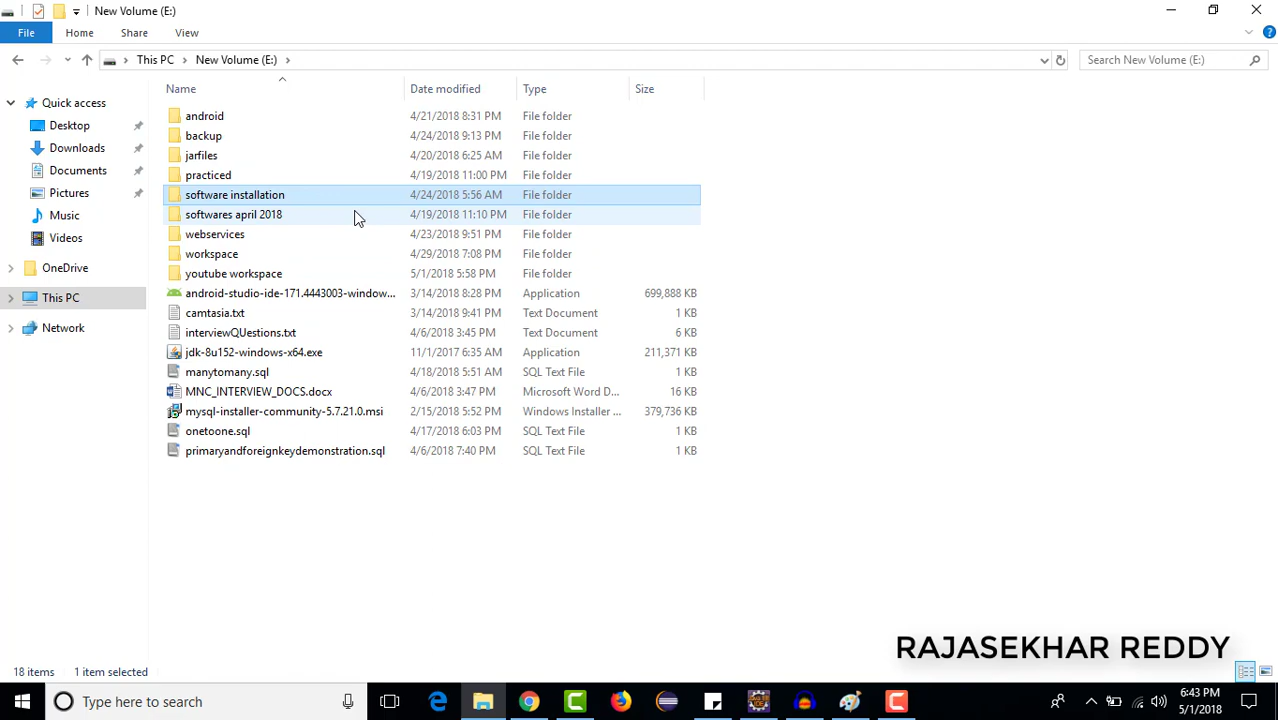 New Volume (E:)
File Home Share View
This PC New Volume (E:) Search New Volume (E:)
Name Date modified Type Size
Quick access
Desktop
Downloads
Documents
Pictures
Music
Videos
OneDrive
This PC
Network
android 4/21/2018 8:31 PM File folder
backup 4/24/2018 9:13 PM File folder
jarfiles 4/20/2018 6:25 AM File folder
practiced 4/19/2018 11:00 PM File folder
software installation 4/24/2018 5:56 AM File folder
softwares april 2018 4/19/2018 11:10 PM File folder
webservices 4/23/2018 9:51 PM File folder
workspace 4/29/2018 7:08 PM File folder
youtube workspace 5/1/2018 5:58 PM File folder
android-studio-ide-171.4443003-window... 3/14/2018 8:28 PM Application 699,888 KB
camtasia.txt 3/14/2018 9:41 PM Text Document 1 KB
interviewQUestions.txt 4/6/2018 3:45 PM Text Document 6 KB
jdk-8u152-windows-x64.exe 11/1/2017 6:35 AM Application 211,371 KB
manytomany.sql 4/18/2018 5:51 AM SQL Text File 1 KB
MNC_INTERVIEW_DOCS.docx 4/6/2018 3:47 PM Microsoft Word D... 16 KB
mysql-installer-community-5.7.21.0.msi 2/15/2018 5:52 PM Windows Installer ... 379,736 KB
onetoone.sql 4/17/2018 6:03 PM SQL Text File 1 KB
primaryandforeignkeydemonstration.sql 4/6/2018 7:40 PM SQL Text File 1 KB
RAJASEKHAR REDDY
18 items 1 item selected
Type here to search
6:43 PM
5/1/2018